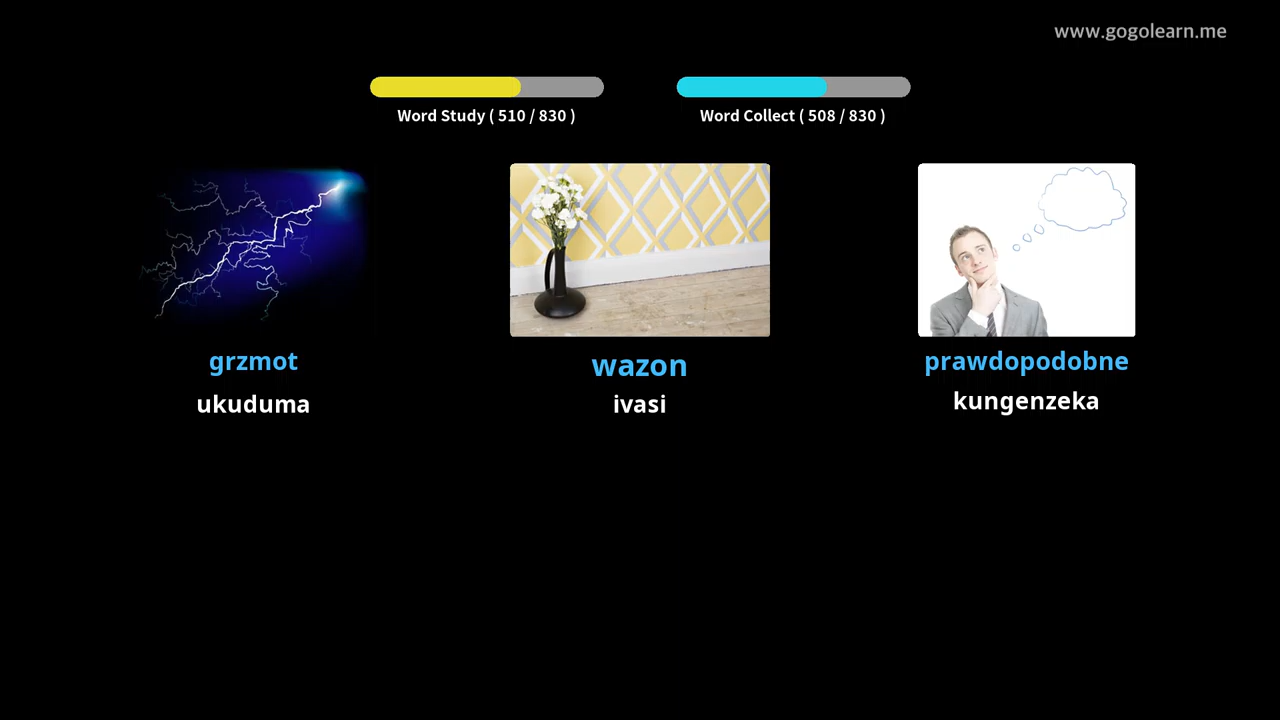 www.gogolearn.me
Word Study ( 510 / 830 )
Word Collect ( 508 / 830 )
grzmot
ukuduma
wazon
ivasi
prawdopodobne
kungenzeka